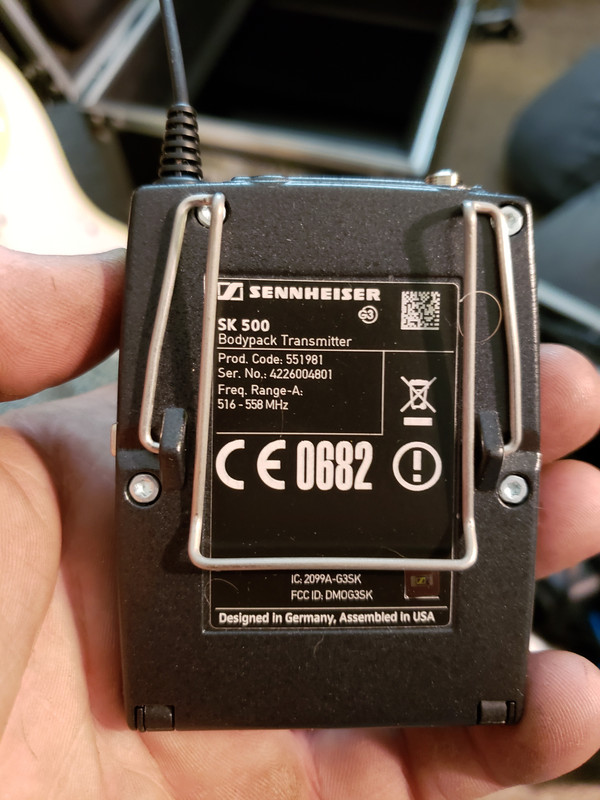 SENNHEISER
G3
SK 500
Bodypack Transmitter
Prod. Code: 551981
Ser. No.: 4226004801
Freq. Range-A:
516 - 558 MHz
CE 0682
IC: 2099A-G3SK
FCC ID: DMOG3SK
Designed in Germany, Assembled in USA